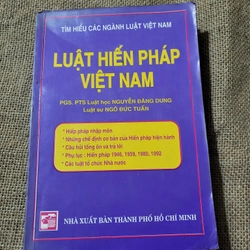 TÌM HIỂU CÁC NGÀNH LUẬT VIỆT NAM
LUẬT HIẾN PHÁP
VIỆT NAM
PGS. PTS Luật học NGUYỄN ĐĂNG DUNG
Luật sư NGÔ ĐỨC TUẤN
* Hiến pháp nhập môn
* Những chế định cơ bản của Hiến pháp hiện hành
* Câu hỏi tổng ôn và trả lời
* Phụ lục : Hiến pháp 1946, 1959, 1980, 1992
* Các luật tổ chức Nhà nước
NHÀ XUẤT BẢN THÀNH PHỐ HỒ CHÍ MINH